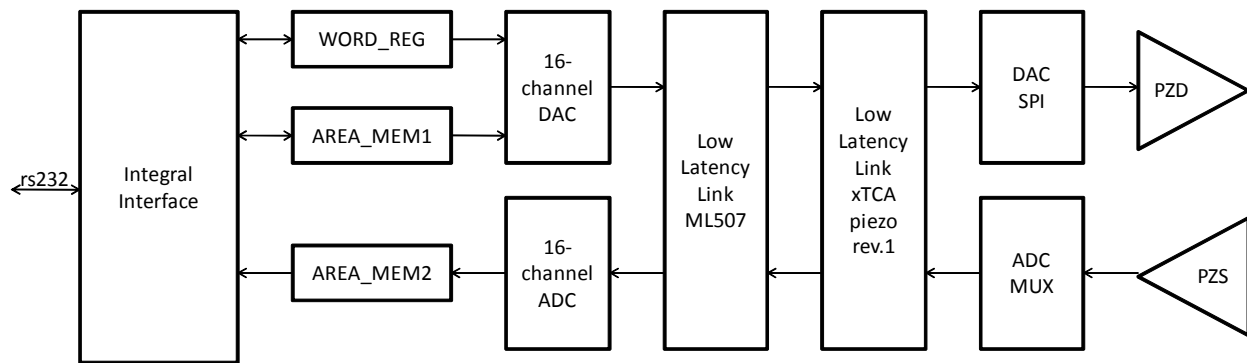 rs232
Integral
Interface
WORD_REG
AREA_MEM1
AREA_MEM2
16-
channel
DAC
16-
channel
ADC
Low
Latency
Link
ML507
Low
Latency
Link
xTCA
piezo
rev.1
DAC
SPI
ADC
MUX
PZD
PZS